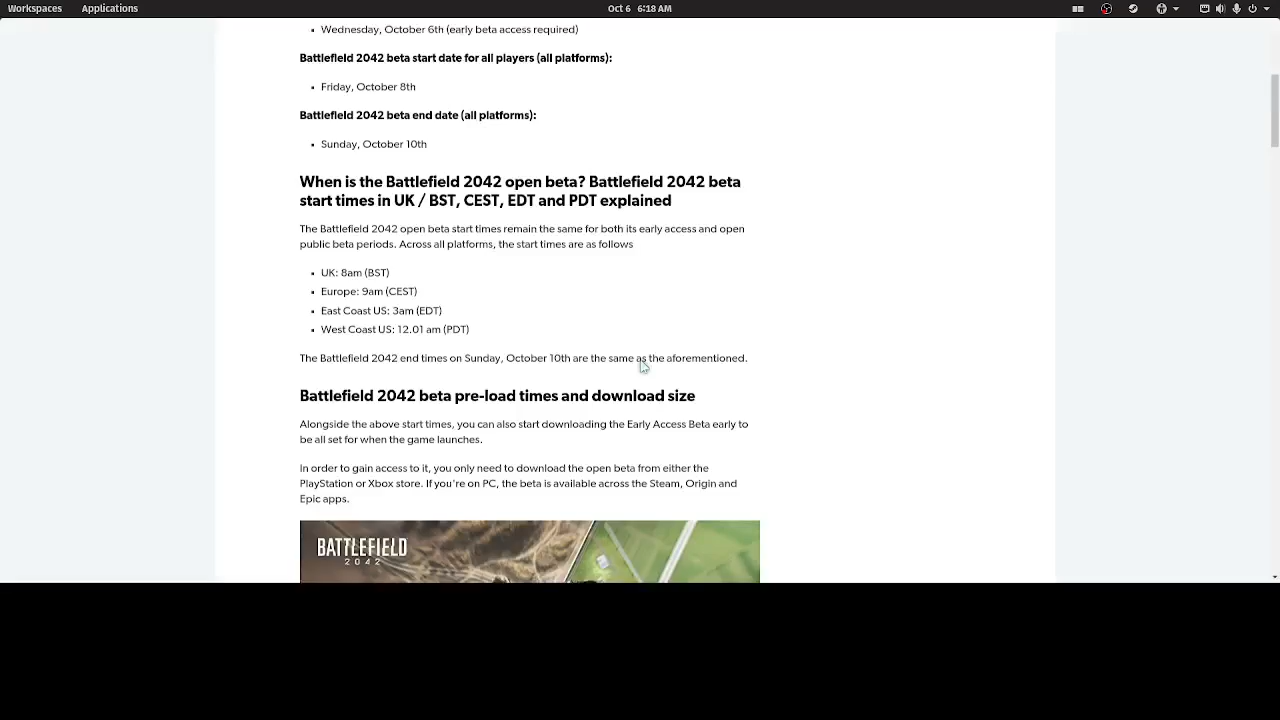 Workspaces Applications Oct 6 6:18 AM
Wednesday, October 6th (early beta access required)
Battlefield 2042 beta start date for all players (all platforms):
Friday, October 8th
Battlefield 2042 beta end date (all platforms):
Sunday, October 10th
When is the Battlefield 2042 open beta? Battlefield 2042 beta
start times in UK / BST, CEST, EDT and PDT explained
The Battlefield 2042 open beta start times remain the same for both its early access and open
public beta periods. Across all platforms, the start times are as follows
UK: 8am (BST)
Europe: 9am (CEST)
East Coast US: 3am (EDT)
West Coast US: 12.01 am (PDT)
The Battlefield 2042 end times on Sunday, October 10th are the same as the aforementioned.
Battlefield 2042 beta pre-load times and download size
Alongside the above start times, you can also start downloading the Early Access Beta early to
be all set for when the game launches.
In order to gain access to it, you only need to download the open beta from either the
PlayStation or Xbox store. If you're on PC, the beta is available across the Steam, Origin and
Epic apps.
BATTLEFIELD
2042